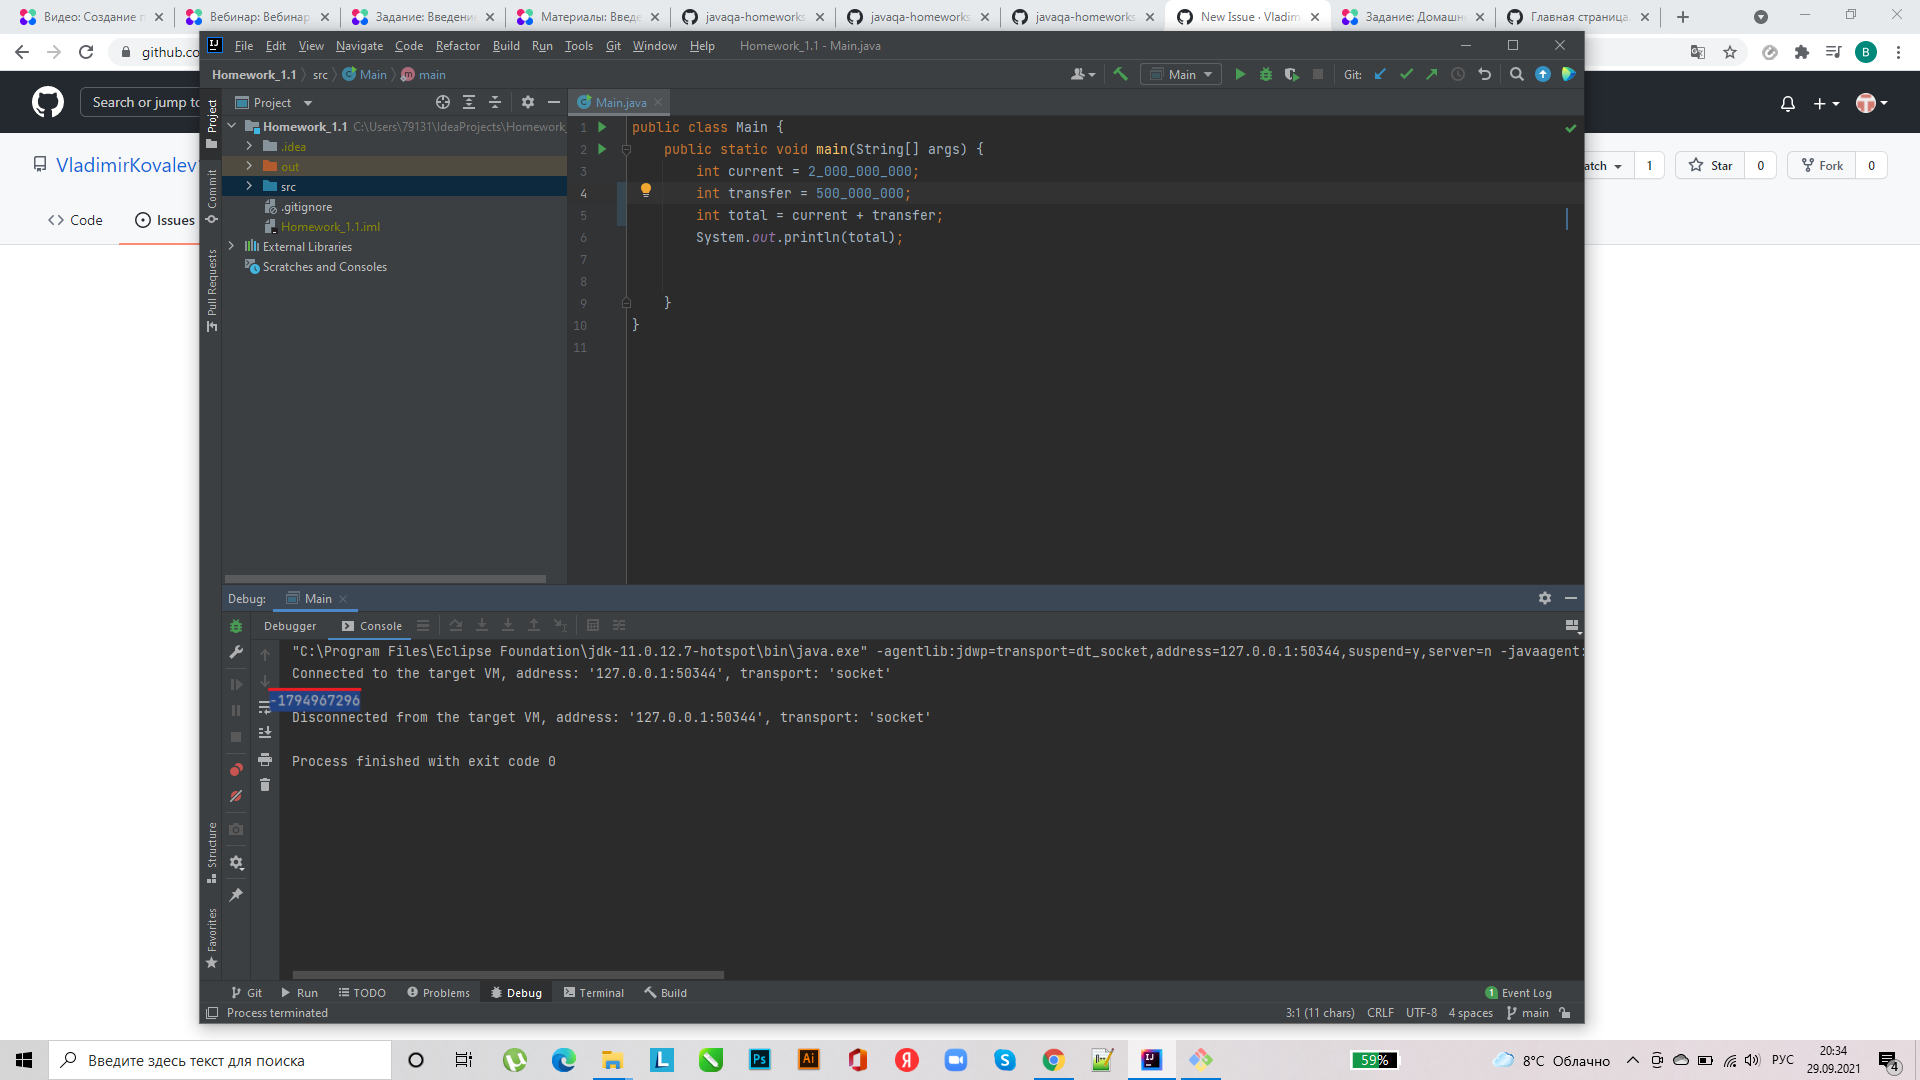 Видео: Создание п
Вебинар: Вебинар
Задание: Введени
Материалы: Введе
javaqa-homeworks
javaqa-homeworks
javaqa-homeworks
New Issue · Vladim
Задание: Домашн
Главная страница
github.co
Search or jump to
VladimirKovalev
atch 1 Star 0 Fork 0
Code Issues
File Edit View Navigate Code Refactor Build Run Tools Git Window Help Homework_1.1 - Main.java
Homework_1.1 src Main main
Main Git:
Project
Main.java
Project
Commit
Pull Requests
Structure
Favorites
Homework_1.1 C:\Users\79131\IdeaProjects\Homework_
.idea
out
src
.gitignore
Homework_1.1.iml
External Libraries
Scratches and Consoles
1 public class Main {
2 public static void main(String[] args) {
3 int current = 2_000_000_000;
4 int transfer = 500_000_000;
5 int total = current + transfer;
6 System.out.println(total);
7
8
9 }
10 }
11
Debug: Main
Debugger Console
"C:\Program Files\Eclipse Foundation\jdk-11.0.12.7-hotspot\bin\java.exe" -agentlib:jdwp=transport=dt_socket,address=127.0.0.1:50344,suspend=y,server=n -javaagent:
Connected to the target VM, address: '127.0.0.1:50344', transport: 'socket'
-1794967296
Disconnected from the target VM, address: '127.0.0.1:50344', transport: 'socket'
Process finished with exit code 0
Git Run TODO Problems Debug Terminal Build 1 Event Log
Process terminated 3:1 (11 chars) CRLF UTF-8 4 spaces main
Введите здесь текст для поиска
59%
8°C Облачно
РУС
20:34
29.09.2021
4